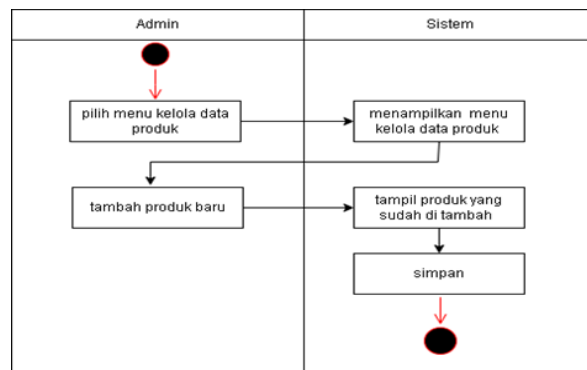 Admin
Sistem
pilih menu kelola data
produk
menampilkan menu
kelola data produk
tambah produk baru
tampil produk yang
sudah di tambah
simpan